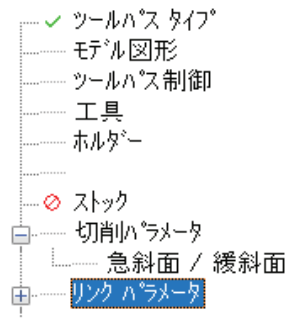 ツールパス タイプ
モデル図形
ツールパス制御
工具
ホルダー
ストック
切削パラメータ
急斜面 / 緩斜面
リンク パラメータ